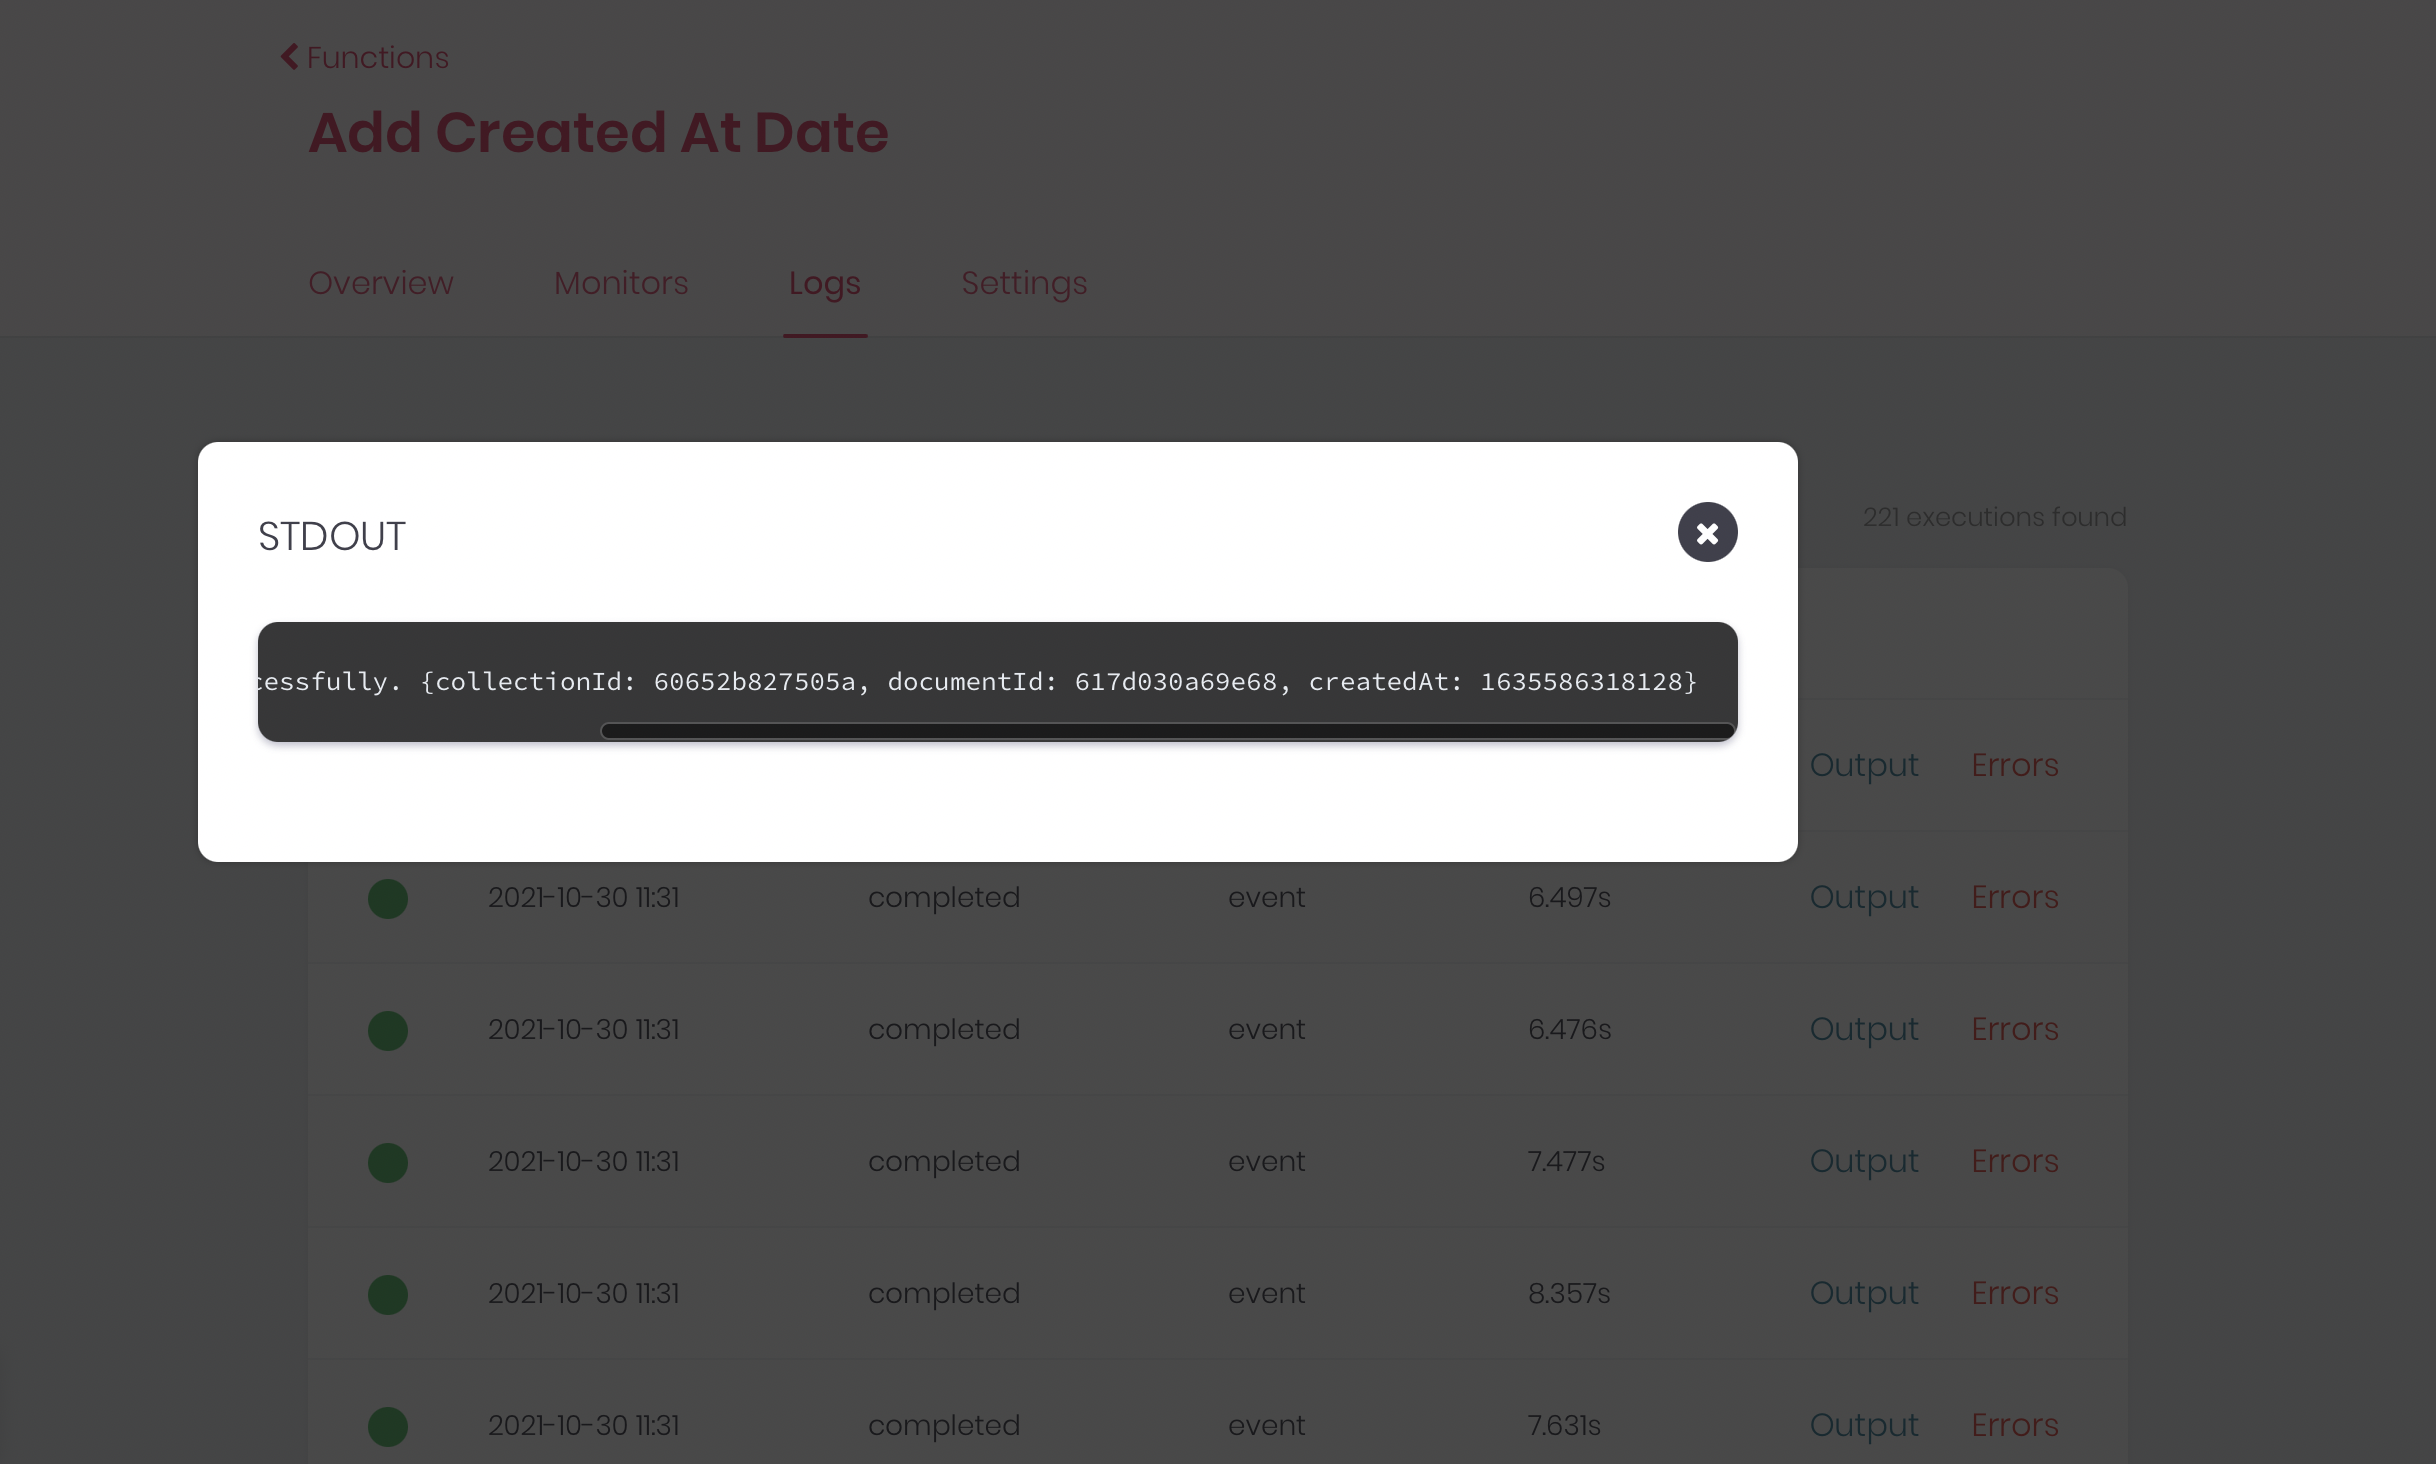 Functions
Add Created At Date
Overview Monitors Logs Settings
221 executions found
STDOUT
cessfully. {collectionId: 60652b827505a, documentId: 617d030a69e68, createdAt: 1635586318128}
Output Errors
2021-10-30 11:31 completed event 6.497s Output Errors
2021-10-30 11:31 completed event 6.476s Output Errors
2021-10-30 11:31 completed event 7.477s Output Errors
2021-10-30 11:31 completed event 8.357s Output Errors
2021-10-30 11:31 completed event 7.631s Output Errors